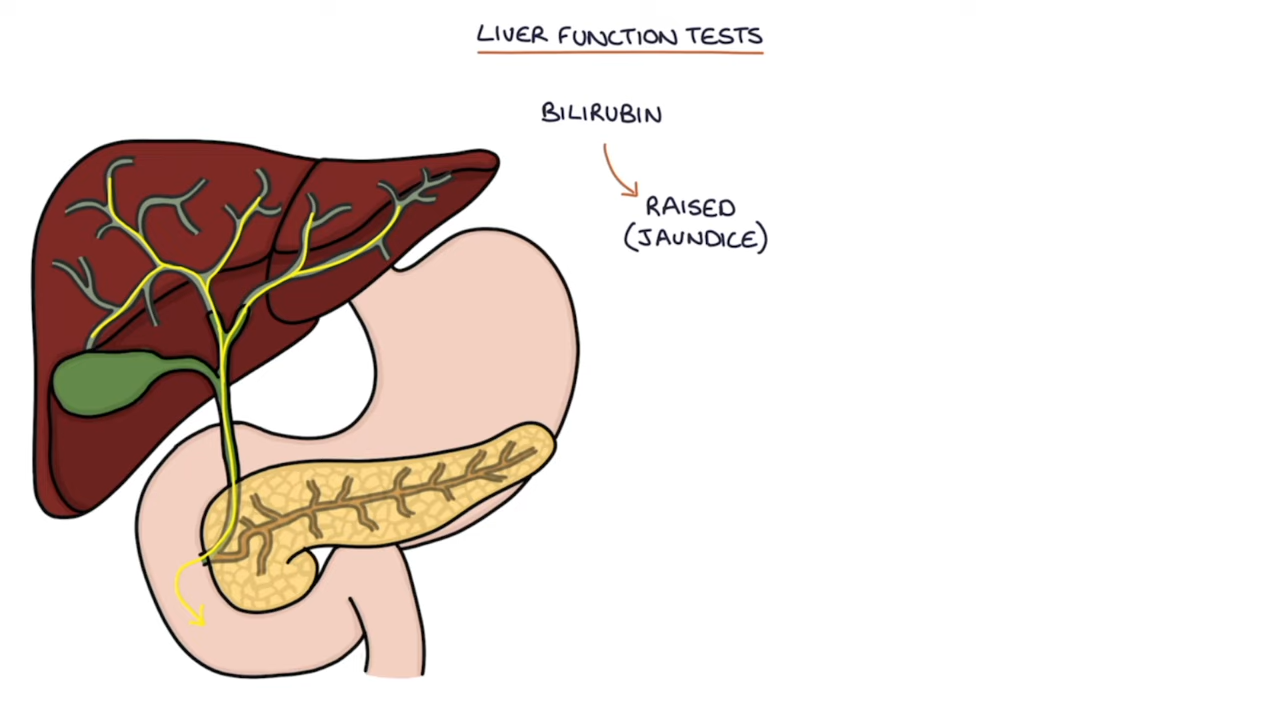 LIVER FUNCTION TESTS
BILIRUBIN
RAISED
(JAUNDICE)